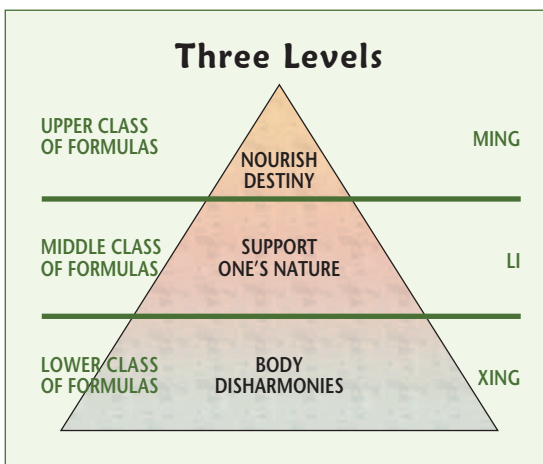 Three Levels
UPPER CLASS
OF FORMULAS
NOURISH
DESTINY
MING
MIDDLE CLASS
OF FORMULAS
SUPPORT
ONE'S NATURE
LI
LOWER CLASS
OF FORMULAS
BODY
DISHARMONIES
XING